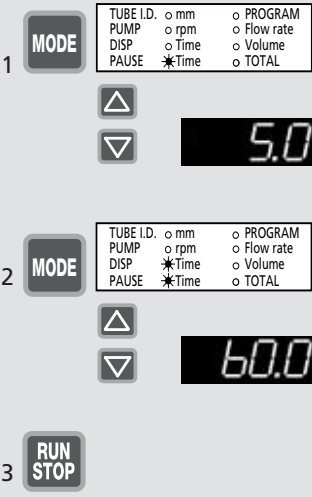 TUBE I.D. o mm o PROGRAM
MODE PUMP o rpm o Flow rate
DISP o Time o Volume
1 PAUSE Time o TOTAL
5.0
TUBE I.D. o mm o PROGRAM
PUMP o rpm o Flow rate
2 MODE DISP Time o Volume
PAUSE Time o TOTAL
60.0
RUN
3 STOP